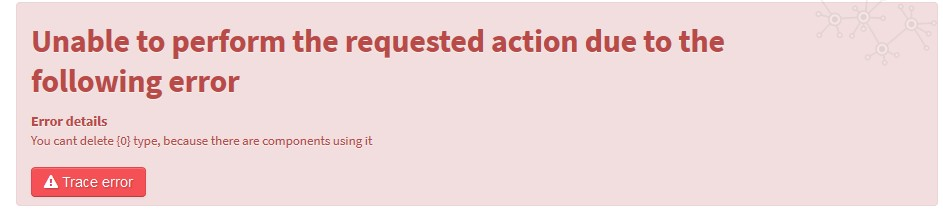 Unable to perform the requested action due to the
following error
Error details
You cant delete {0} type, because there are components using it
Trace error